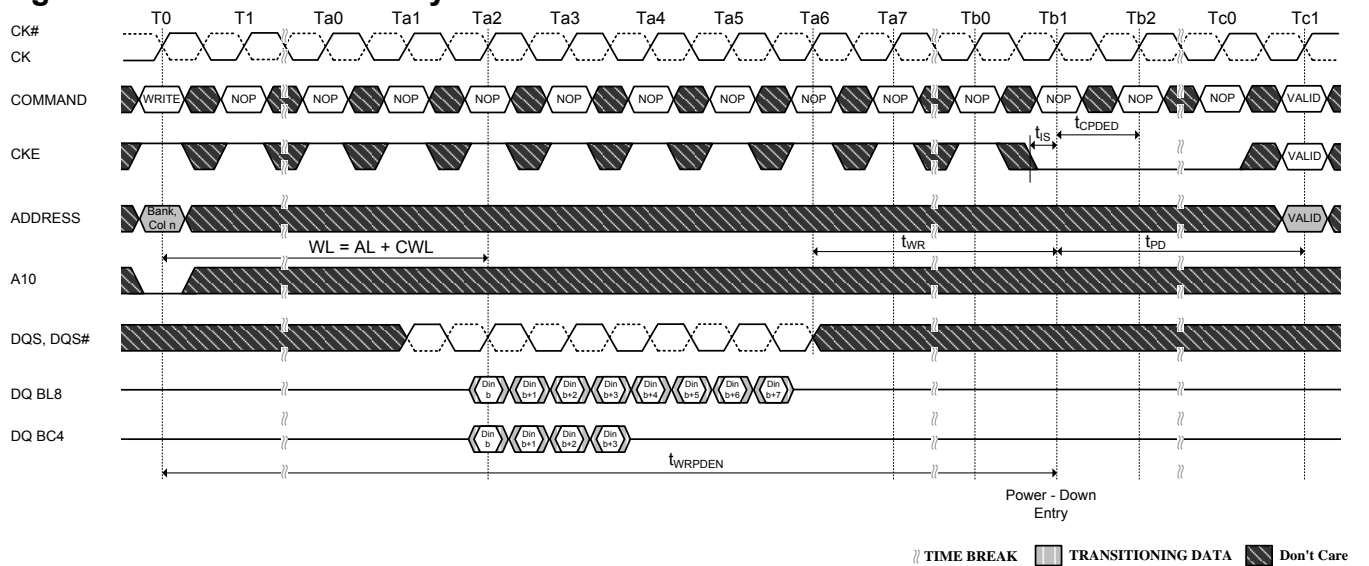 T0 T1 Ta0 Ta1 Ta2 Ta3 Ta4 Ta5 Ta6 Ta7 Tb0 Tb1 Tb2 Tc0 Tc1
CK#
CK
COMMAND WRITE NOP NOP NOP NOP NOP NOP NOP NOP NOP NOP NOP NOP NOP VALID
tIS tCPDED
CKE VALID
ADDRESS Bank, Col n VALID
WL = AL + CWL tWR tPD
A10
DQS, DQS#
DQ BL8 Din b Din b+1 Din b+2 Din b+3 Din b+4 Din b+5 Din b+6 Din b+7
DQ BC4 Din b Din b+1 Din b+2 Din b+3
tWRPDEN
Power - Down
Entry
TIME BREAK TRANSITIONING DATA Don't Care